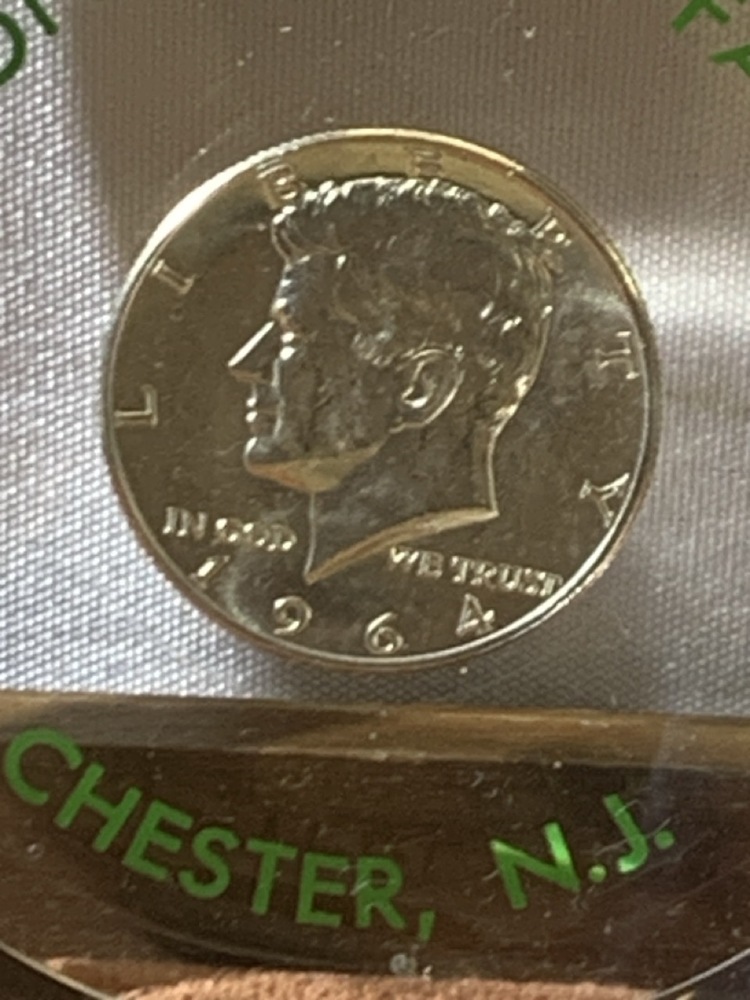 LIBERTY
IN GOD WE TRUST
1964
CHESTER, N.J.